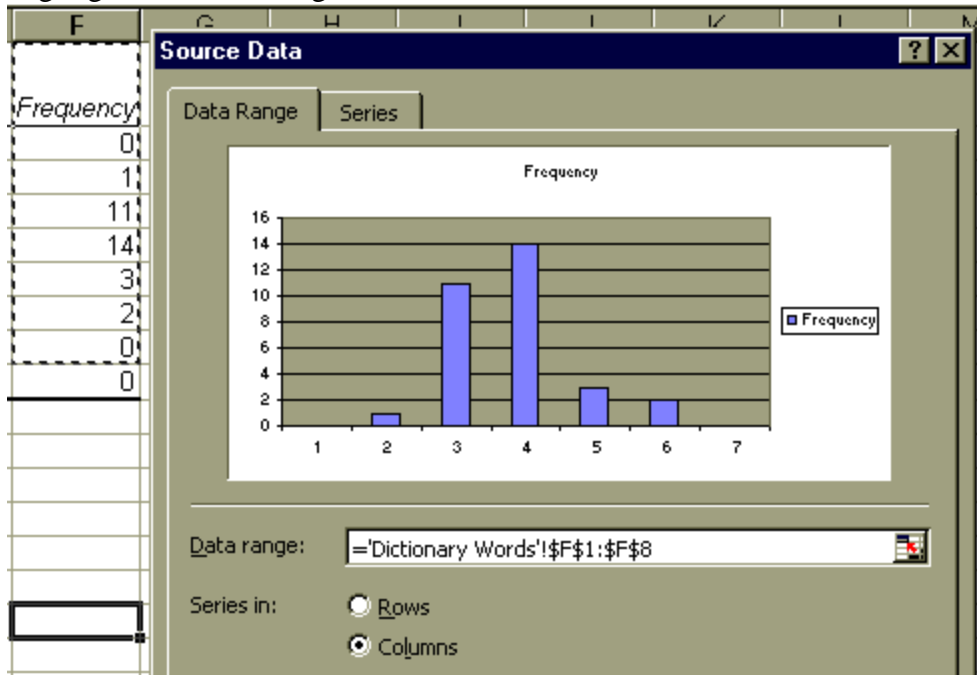 F
Source Data
Frequency
0
1
11
14
3
2
0
0
Data Range Series
Frequency
16
14
12
10
8
6
4
2
0
1 2 3 4 5 6 7
Frequency
Data range: ='Dictionary Words'!$F$1:$F$8
Series in: Rows
Columns